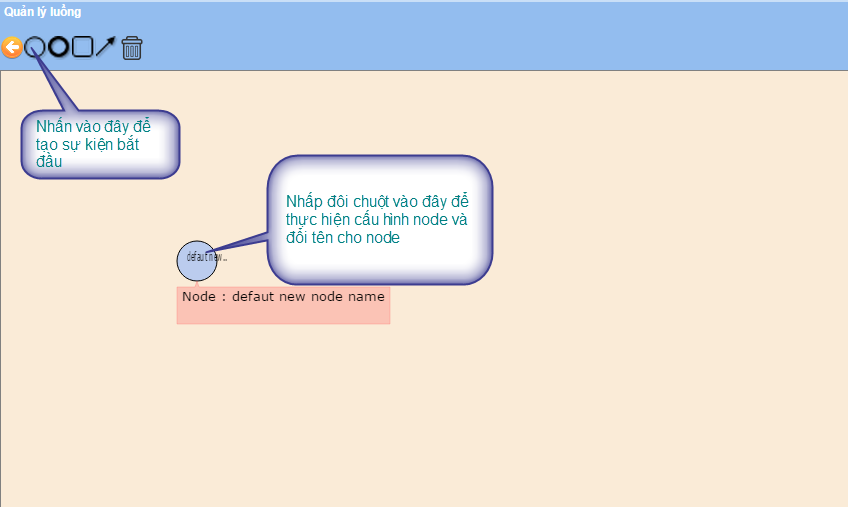 Quản lý luồng
Nhấn vào đây để
tạo sự kiện bắt
đầu
Nhấp đôi chuột vào đây để
thực hiện cấu hình node và
đổi tên cho node
defaut new...
Node : defaut new node name